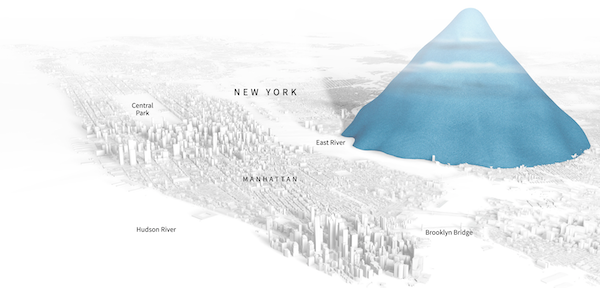 NEW YORK
Central
Park
East River
MANHATTAN
Hudson River
Brooklyn Bridge